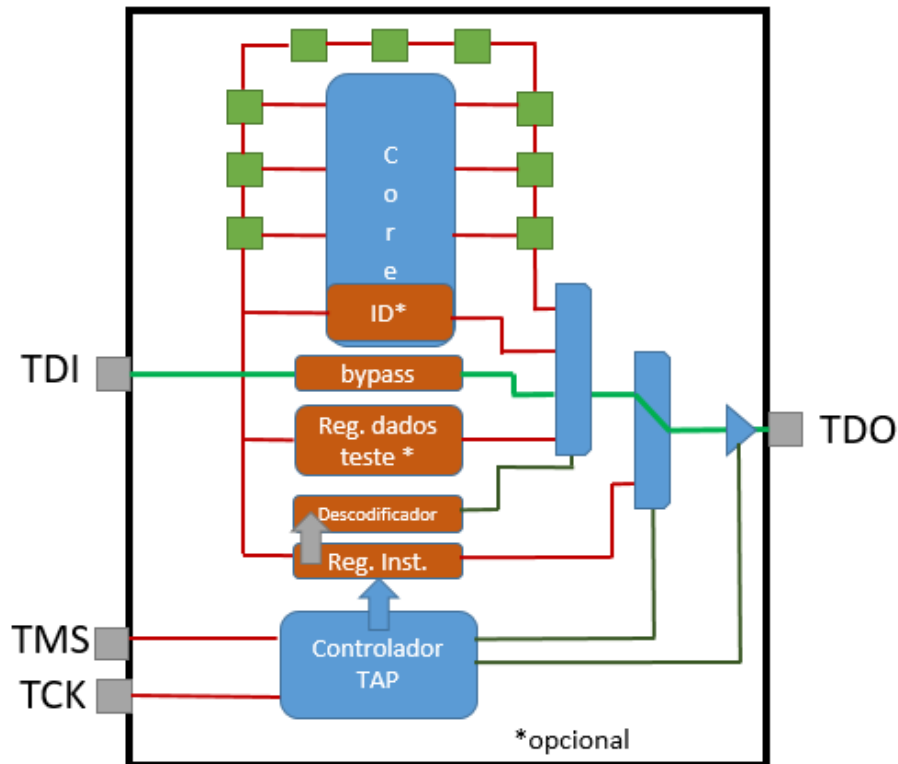 C
o
r
e
ID*
TDI
bypass
TDO
Reg. dados
teste *
Descodificador
Reg. Inst.
TMS
TCK
Controlador
TAP
*opcional